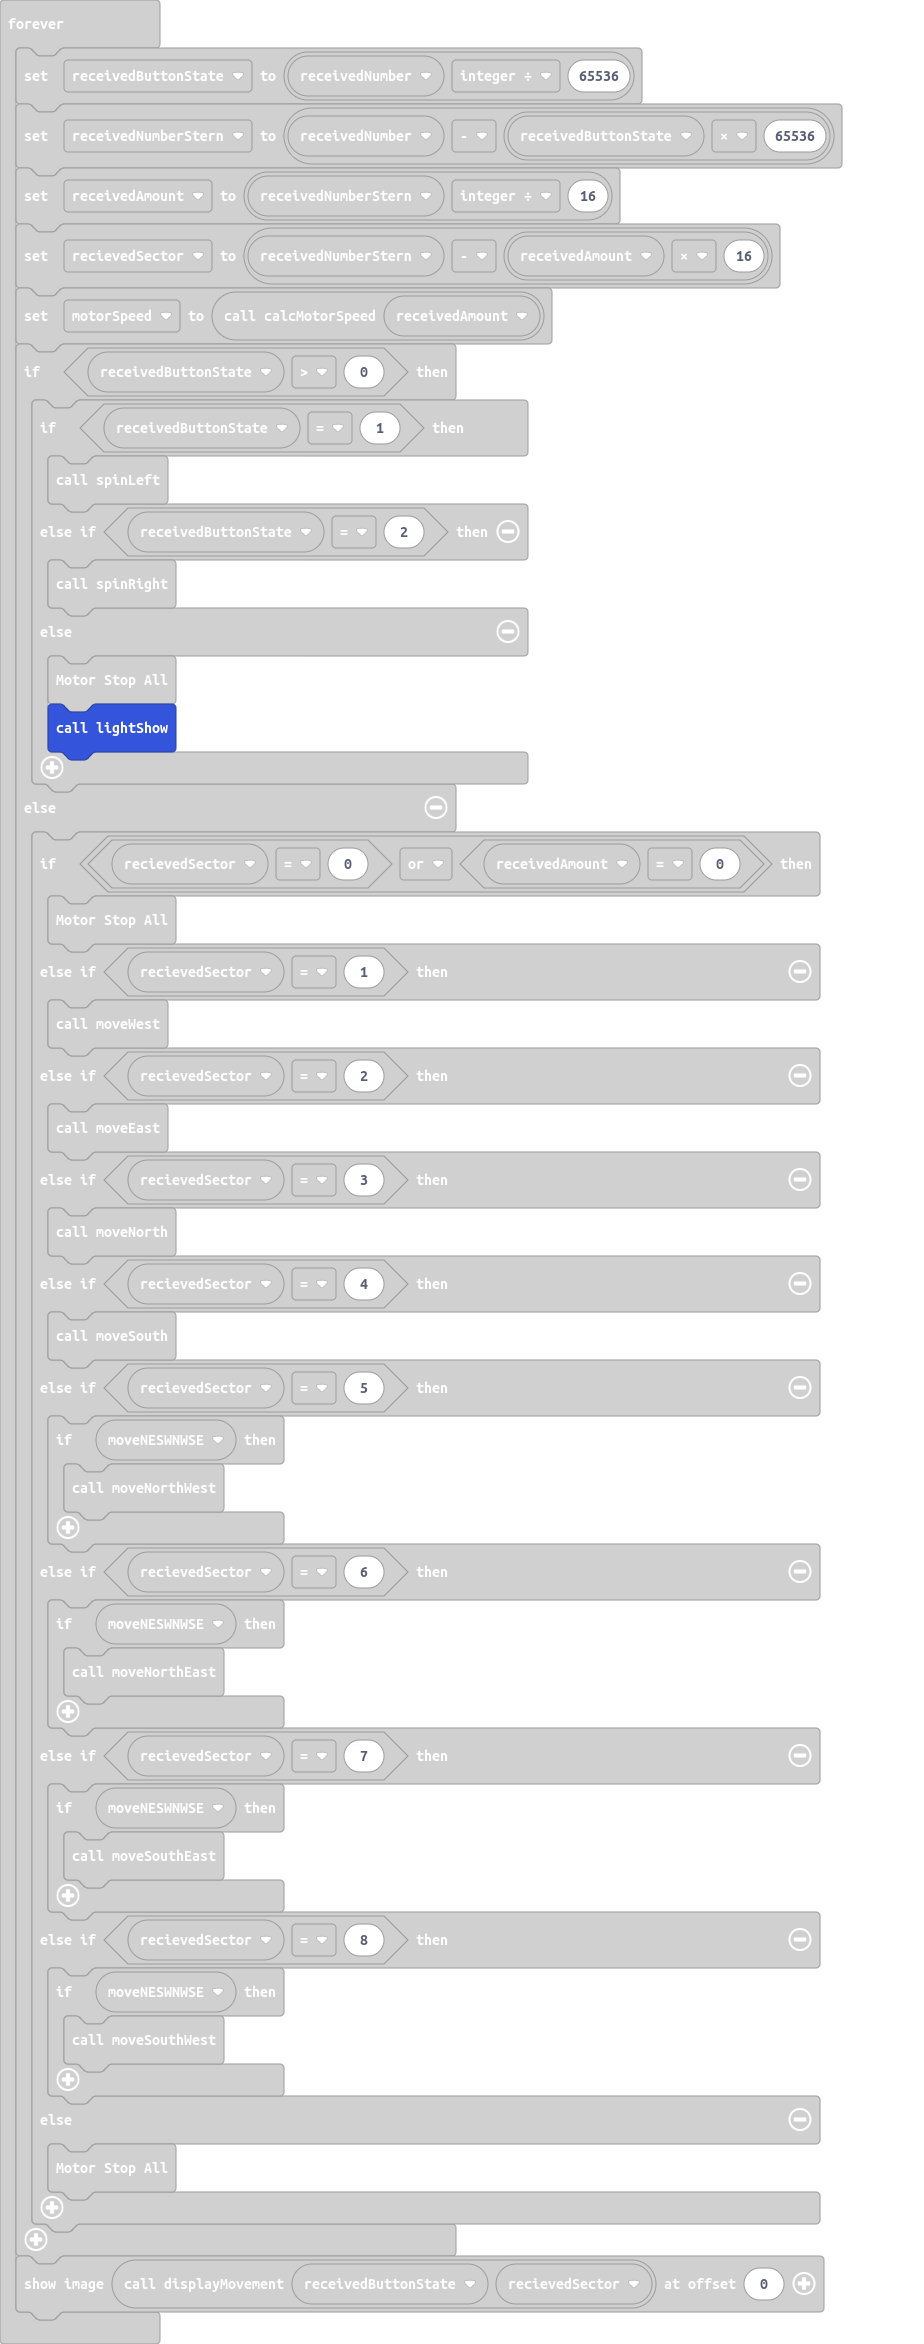 forever
set receivedButtonState to receivedNumber integer ÷ 65536
set receivedNumberStern to receivedNumber - receivedButtonState × 65536
set receivedAmount to receivedNumberStern integer ÷ 16
set recievedSector to receivedNumberStern - receivedAmount × 16
set motorSpeed to call calcMotorSpeed receivedAmount
if receivedButtonState > 0 then
if receivedButtonState = 1 then
call spinLeft
else if receivedButtonState = 2 then
call spinRight
else
Motor Stop All
call lightShow
else
if recievedSector = 0 or receivedAmount = 0 then
Motor Stop All
else if recievedSector = 1 then
call moveWest
else if recievedSector = 2 then
call moveEast
else if recievedSector = 3 then
call moveNorth
else if recievedSector = 4 then
call moveSouth
else if recievedSector = 5 then
if moveNESWNWSE then
call moveNorthWest
else if recievedSector = 6 then
if moveNESWNWSE then
call moveNorthEast
else if recievedSector = 7 then
if moveNESWNWSE then
call moveSouthEast
else if recievedSector = 8 then
if moveNESWNWSE then
call moveSouthWest
else
Motor Stop All
show image call displayMovement receivedButtonState recievedSector at offset 0